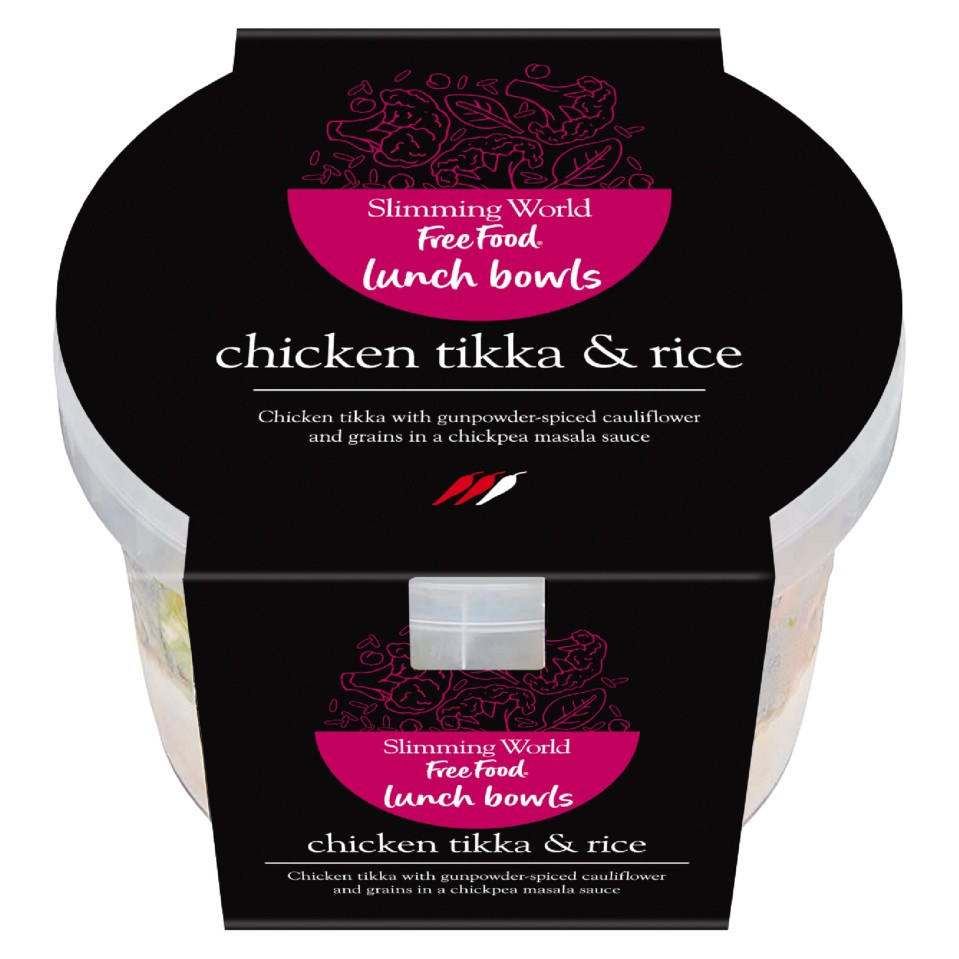 Slimming World
Free Food®
lunch bowls
chicken tikka & rice
Chicken tikka with gunpowder-spiced cauliflower
and grains in a chickpea masala sauce
Slimming World
Free Food®
lunch bowls
chicken tikka & rice
Chicken tikka with gunpowder-spiced cauliflower
and grains in a chickpea masala sauce